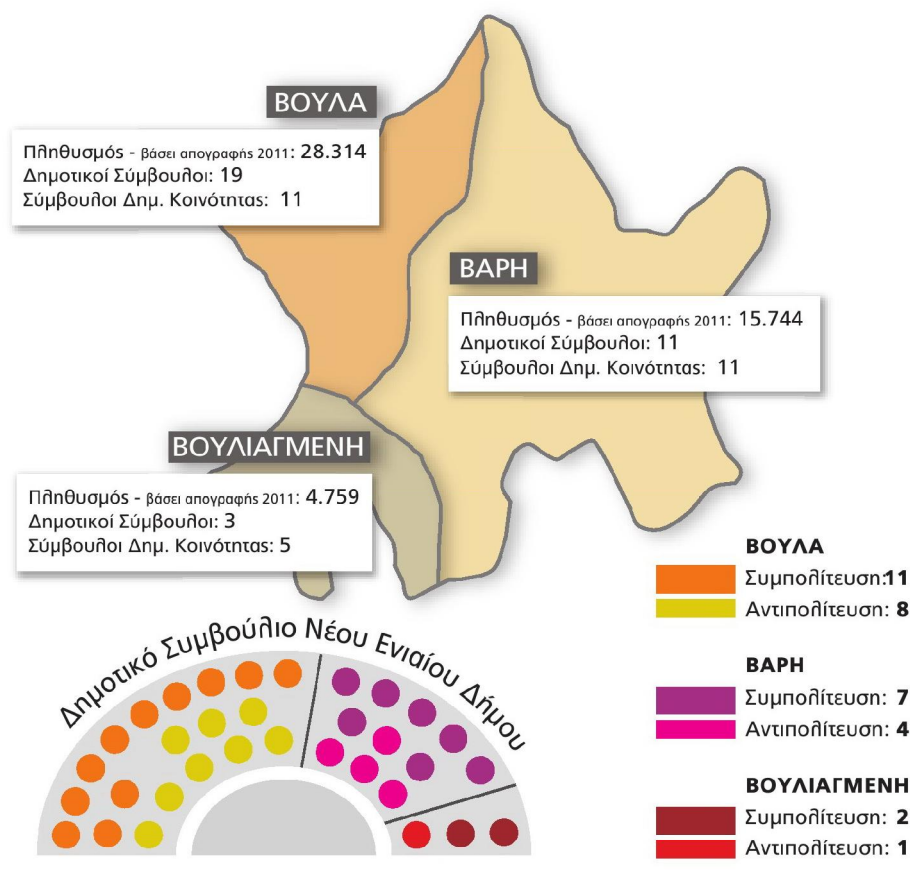 ΒΟΥΛΑ
Πληθυσμός - βάσει απογραφής 2011: 28.314
Δημοτικοί Σύμβουλοι: 19
Σύμβουλοι Δημ. Κοινότητας: 11
ΒΑΡΗ
Πληθυσμός - βάσει απογραφής 2011: 15.744
Δημοτικοί Σύμβουλοι: 11
Σύμβουλοι Δημ. Κοινότητας: 11
ΒΟΥΛΙΑΓΜΕΝΗ
Πληθυσμός - βάσει απογραφής 2011: 4.759
Δημοτικοί Σύμβουλοι: 3
Σύμβουλοι Δημ. Κοινότητας: 5
Δημοτικό Συμβούλιο Νέου Ενιαίου Δήμου
ΒΟΥΛΑ
Συμπολίτευση:11
Αντιπολίτευση: 8
ΒΑΡΗ
Συμπολίτευση: 7
Αντιπολίτευση: 4
ΒΟΥΛΙΑΓΜΕΝΗ
Συμπολίτευση: 2
Αντιπολίτευση: 1